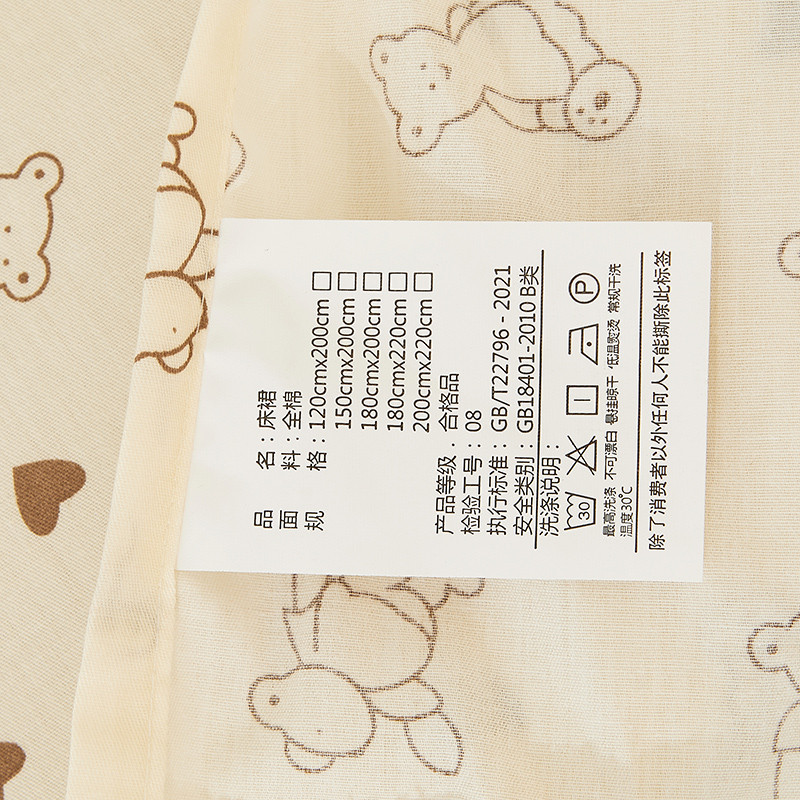 品 名：床裙
面 料：全棉
规 格：120cmx200cm □
150cmx200cm □
180cmx200cm □
180cmx220cm □
200cmx220cm □
产品等级：合格品
检验工号：08
执行标准：GB/T22796 - 2021
安全类别：GB18401-2010 B类
洗涤说明：
30 P
最高洗涤温度30℃ 不可漂白 悬挂晾干 低温熨烫 常规干洗
除了消费者以外任何人不能撕除此标签